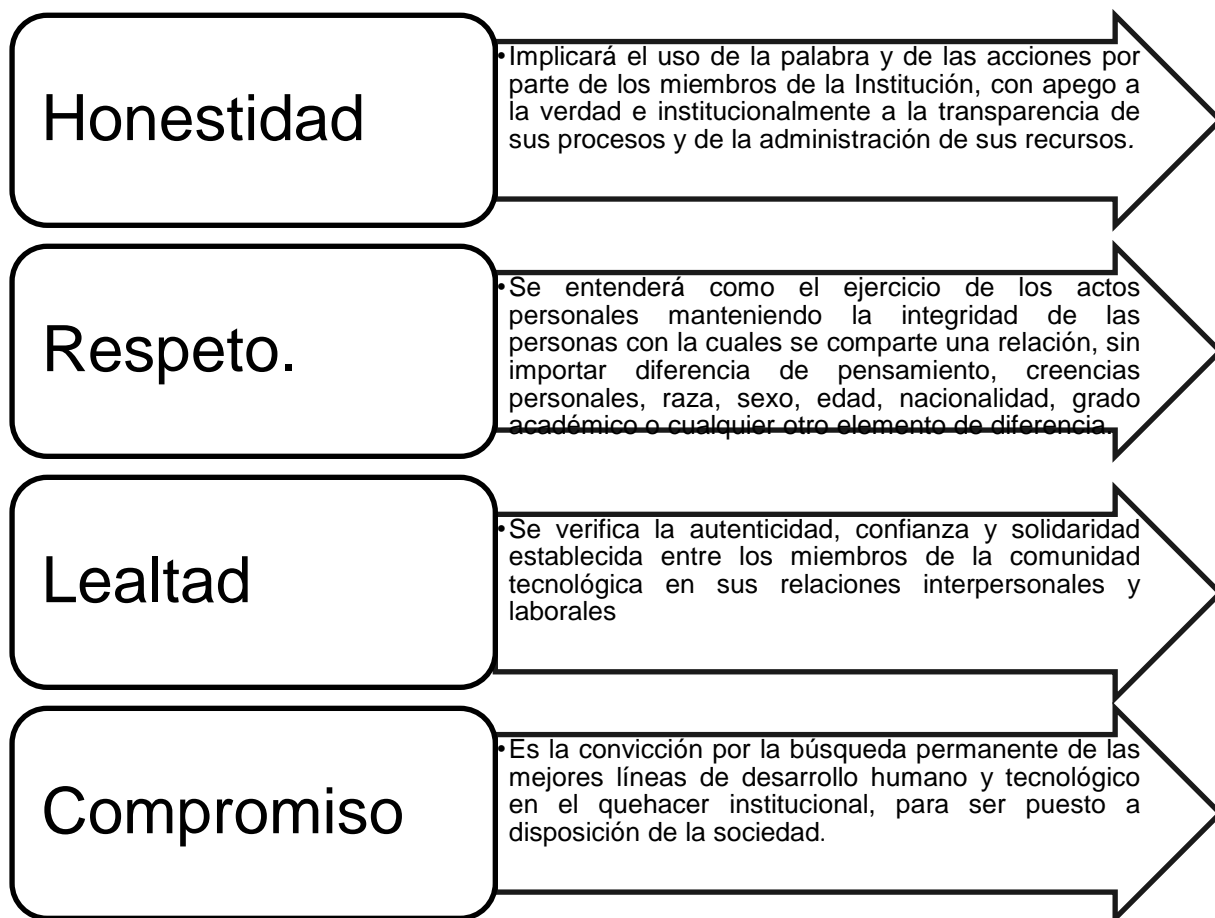 Honestidad
•Implicará el uso de la palabra y de las acciones por
parte de los miembros de la Institución, con apego a
la verdad e institucionalmente a la transparencia de
sus procesos y de la administración de sus recursos.
Respeto.
•Se entenderá como el ejercicio de los actos
personales manteniendo la integridad de las
personas con la cuales se comparte una relación, sin
importar diferencia de pensamiento, creencias
personales, raza, sexo, edad, nacionalidad, grado
académico o cualquier otro elemento de diferencia.
Lealtad
•Se verifica la autenticidad, confianza y solidaridad
establecida entre los miembros de la comunidad
tecnológica en sus relaciones interpersonales y
laborales
Compromiso
•Es la convicción por la búsqueda permanente de las
mejores líneas de desarrollo humano y tecnológico
en el quehacer institucional, para ser puesto a
disposición de la sociedad.